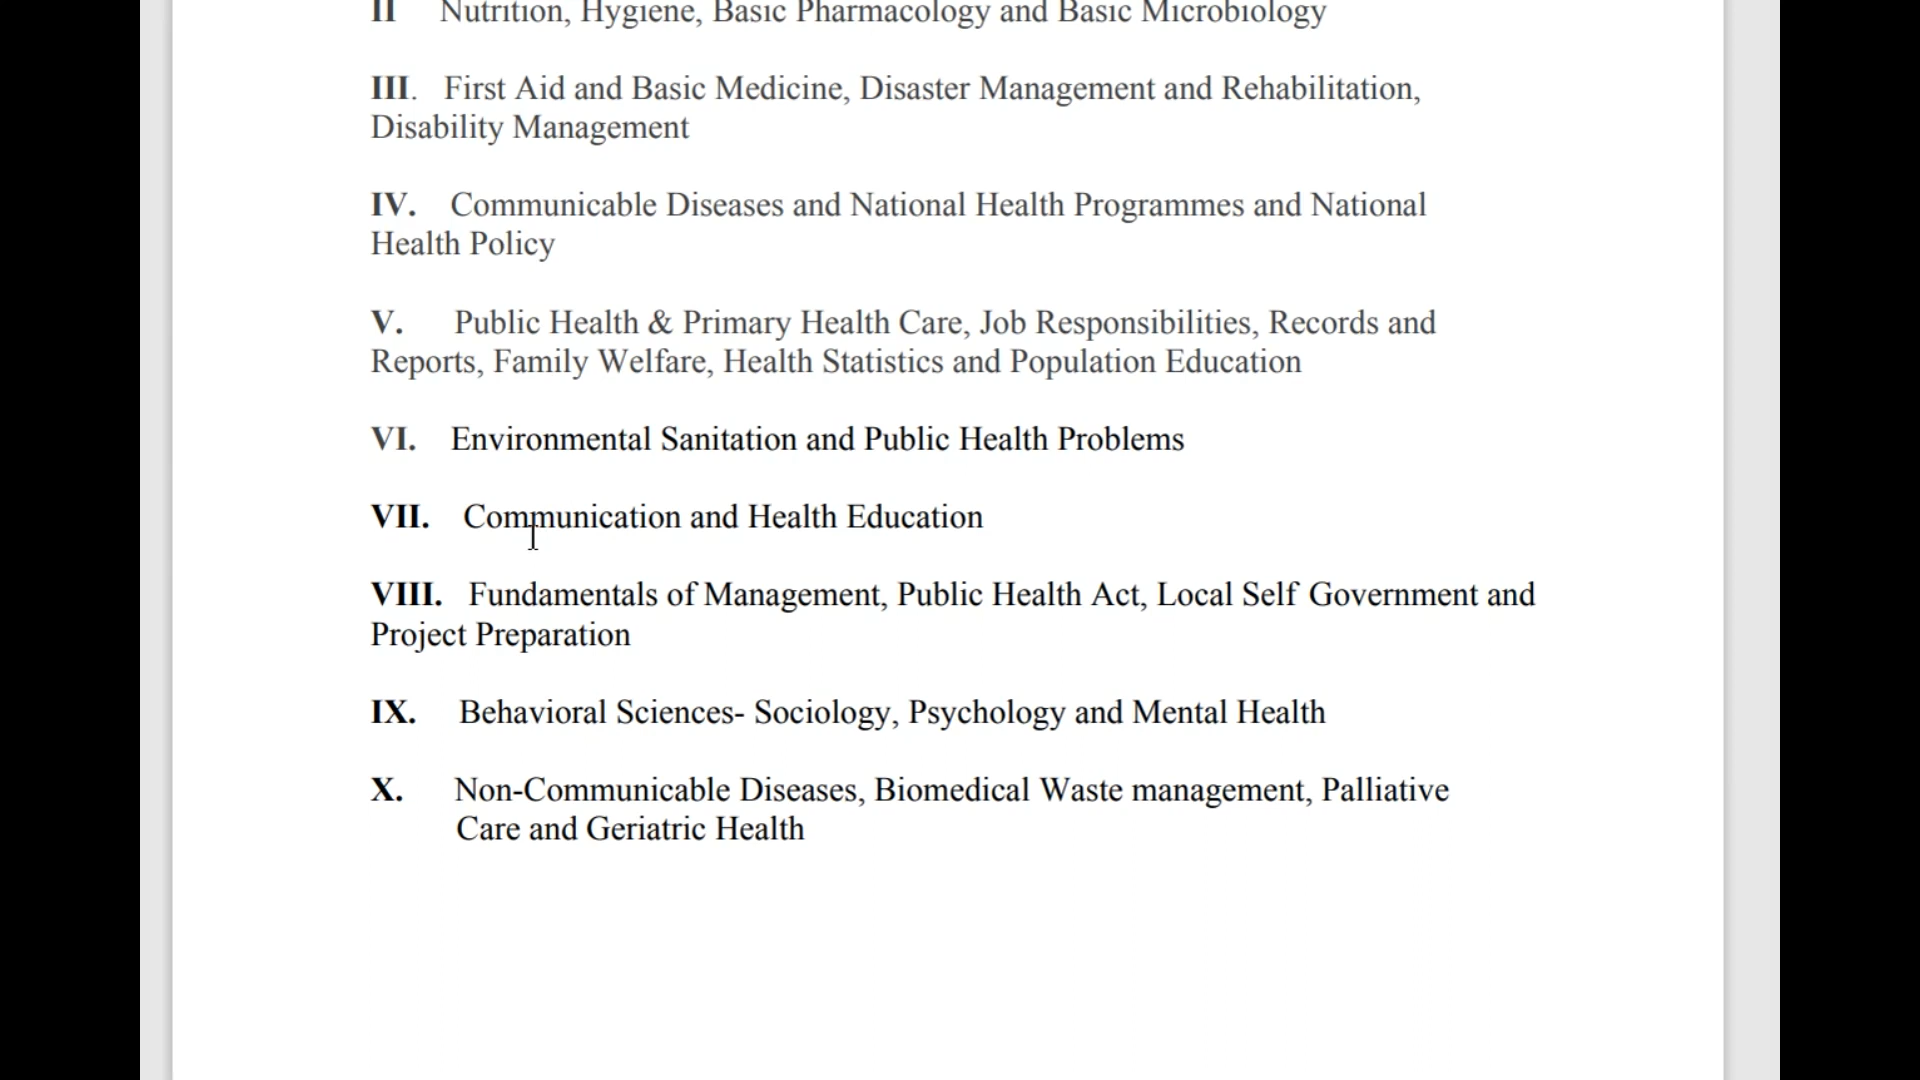 II Nutrition, Hygiene, Basic Pharmacology and Basic Microbiology
III. First Aid and Basic Medicine, Disaster Management and Rehabilitation,
Disability Management
IV. Communicable Diseases and National Health Programmes and National
Health Policy
V. Public Health & Primary Health Care, Job Responsibilities, Records and
Reports, Family Welfare, Health Statistics and Population Education
VI. Environmental Sanitation and Public Health Problems
VII. Communication and Health Education
VIII. Fundamentals of Management, Public Health Act, Local Self Government and
Project Preparation
IX. Behavioral Sciences- Sociology, Psychology and Mental Health
X. Non-Communicable Diseases, Biomedical Waste management, Palliative
Care and Geriatric Health